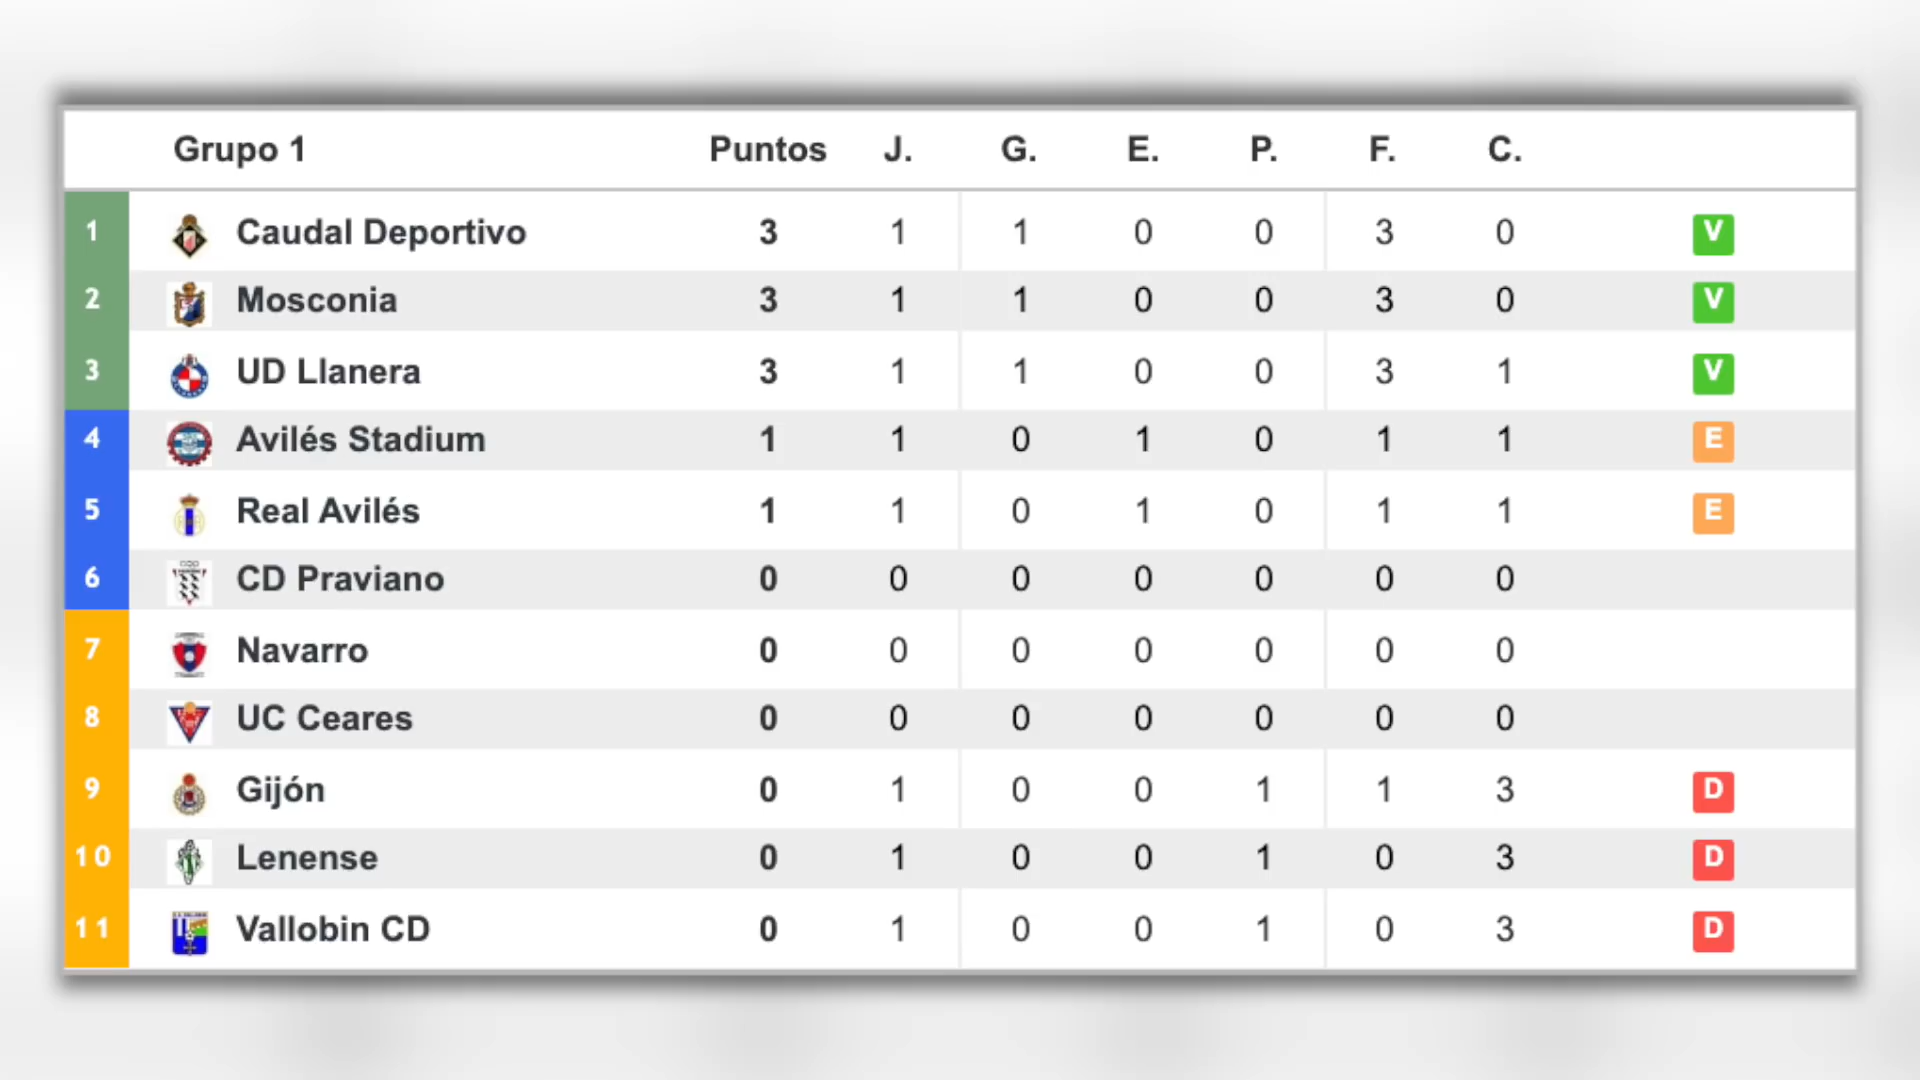 Grupo 1 Puntos J. G. E. P. F. C.
1 Caudal Deportivo 3 1 1 0 0 3 0 V
2 Mosconia 3 1 1 0 0 3 0 V
3 UD Llanera 3 1 1 0 0 3 1 V
4 Avilés Stadium 1 1 0 1 0 1 1 E
5 Real Avilés 1 1 0 1 0 1 1 E
6 CD Praviano 0 0 0 0 0 0 0
7 Navarro 0 0 0 0 0 0 0
8 UC Ceares 0 0 0 0 0 0 0
9 Gijón 0 1 0 0 1 1 3 D
10 Lenense 0 1 0 0 1 0 3 D
11 Vallobin CD 0 1 0 0 1 0 3 D